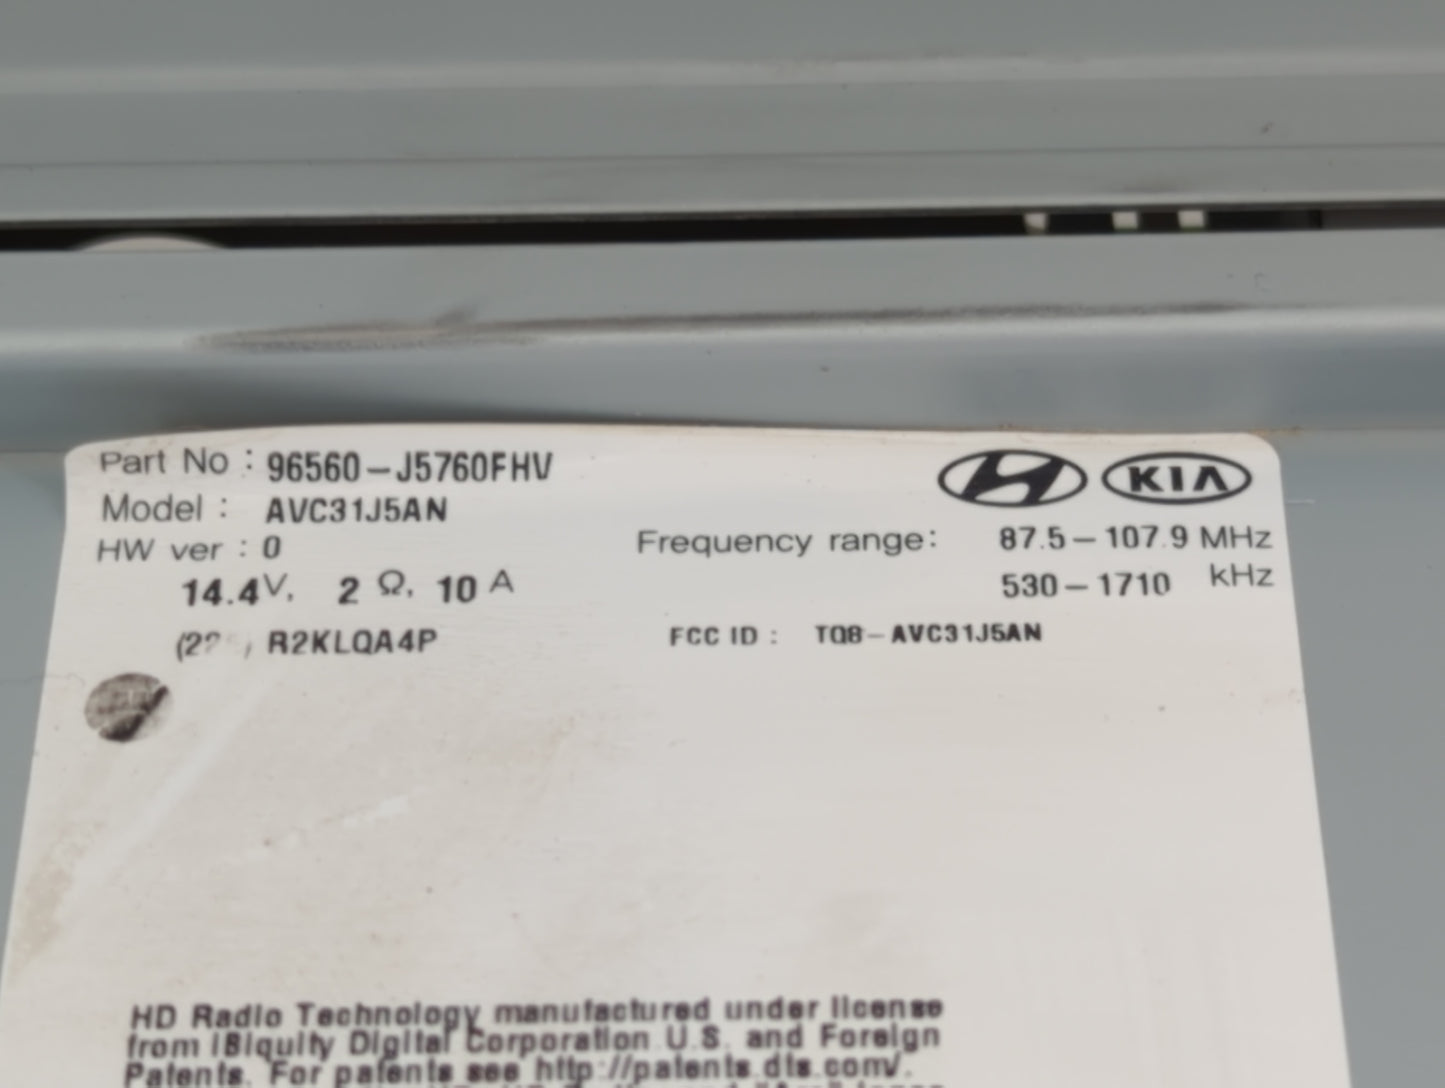 Part No : 96560-J5760FHV
Model : AVC31J5AN
HW ver : 0
14.4V, 2 Ω, 10 A
R2KLQA4P
KIA
Frequency range: 87.5-107.9 MHz
530-1710 kHz
FCC ID : TQ8-AVC31J5AN
HD Radio Technology manufactured under license
from iBiquity Digital Corporation U.S. and Foreign
Patents. For patents see http://patents.dts.com/.